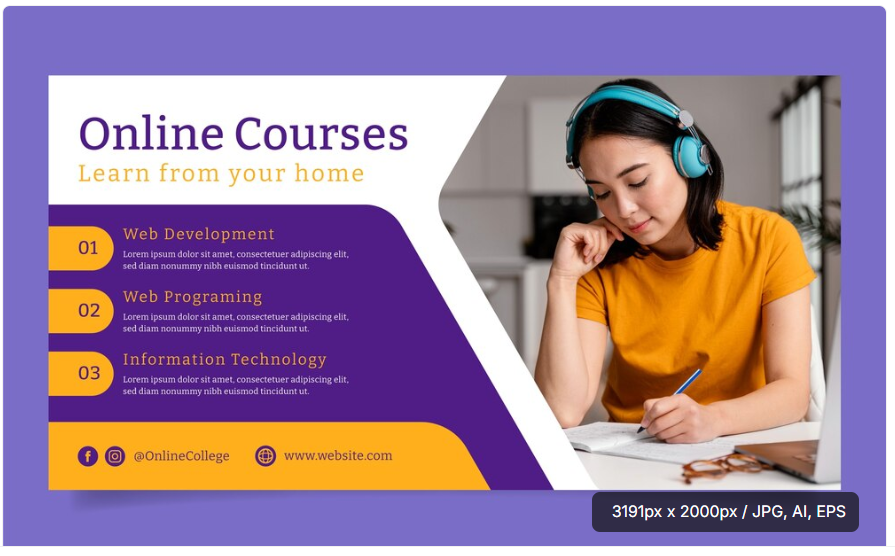 Online Courses
Learn from your home
01
Web Development
Lorem ipsum dolor sit amet, consectetuer adipiscing elit,
sed diam nonummy nibh euismod tincidunt ut.
02
Web Programing
Lorem ipsum dolor sit amet, consectetuer adipiscing elit,
sed diam nonummy nibh euismod tincidunt ut.
03
Information Technology
Lorem ipsum dolor sit amet, consectetuer adipiscing elit,
sed diam nonummy nibh euismod tincidunt ut.
@OnlineCollege
www.website.com
3191px x 2000px / JPG, AI, EPS